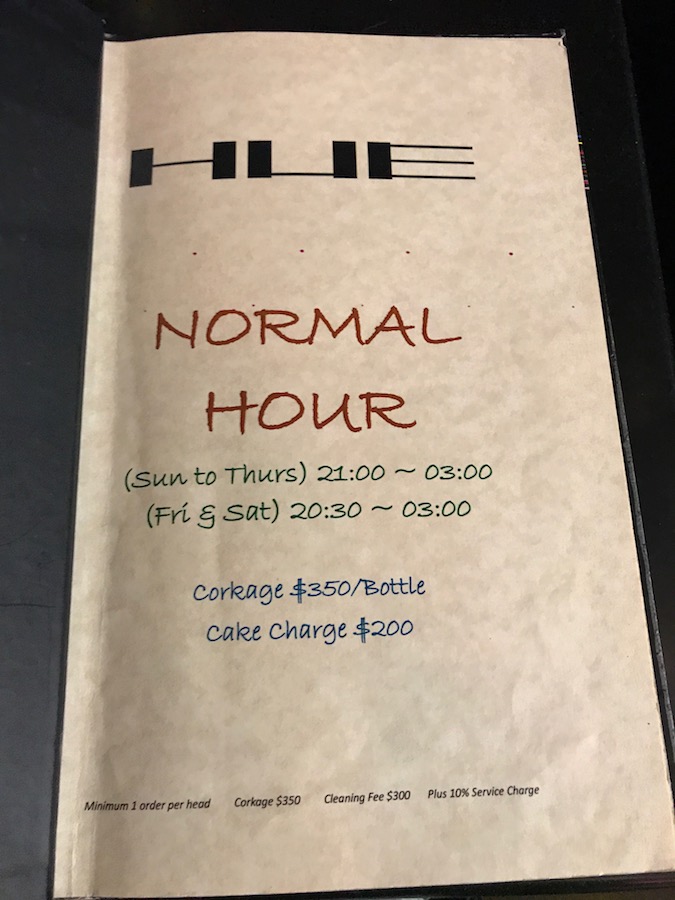 HUE
NORMAL
HOUR
(Sun to Thurs) 21:00 ~ 03:00
(Fri & Sat) 20:30 ~ 03:00
Corkage $350/Bottle
Cake Charge $200
Minimum 1 order per head Corkage $350 Cleaning Fee $300 Plus 10% Service Charge